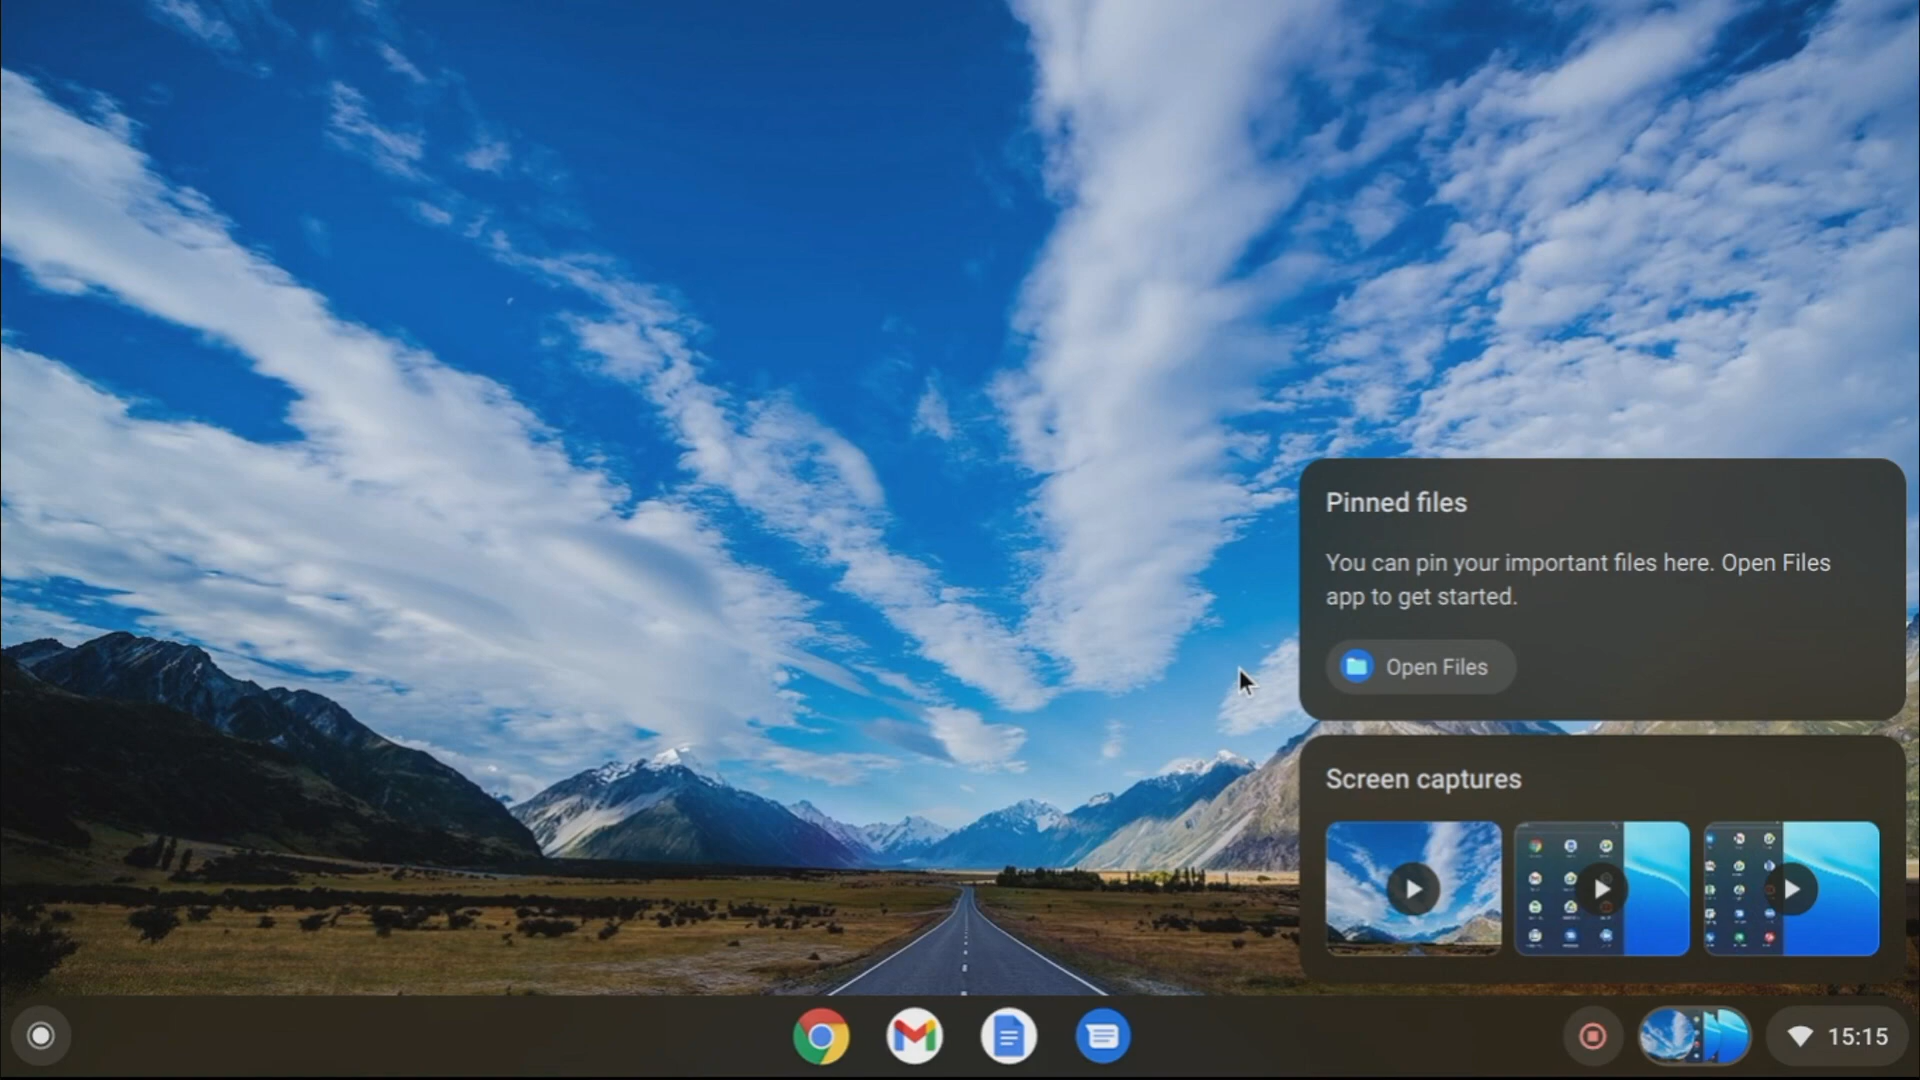 Pinned files
You can pin your important files here. Open Files
app to get started.
Open Files
Screen captures
15:15